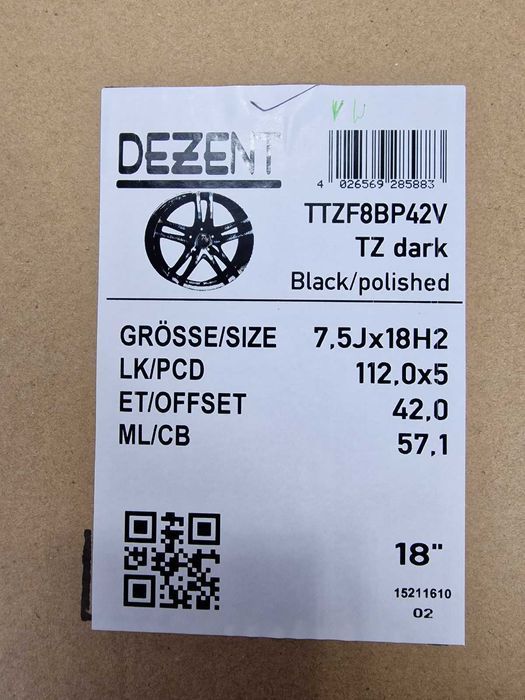 DEZENT
4 026569 285883
TTZF8BP42V
TZ dark
Black/polished
GRÖSSE/SIZE 7,5Jx18H2
LK/PCD 112,0x5
ET/OFFSET 42,0
ML/CB 57,1
18"
15211610
02